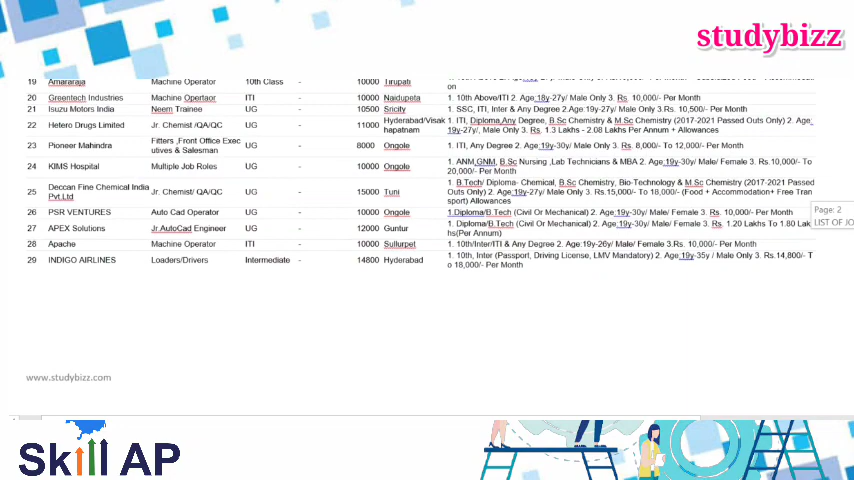 studybizz
19 Amararaja Machine Operator 10th Class - 10000 Tirupati
on
20 Greentech Industries Machine Opertaor ITI - 10000 Naidupeta 1. 10th Above/ITI 2. Age:18y-27y/ Male Only 3. Rs. 10,000/- Per Month
21 Isuzu Motors India Neem Trainee UG - 10500 Sricity 1. SSC, ITI, Inter & Any Degree 2.Age:19y-27y/ Male Only 3. Rs.10,500/- Per Month
22 Hetero Drugs Limited Jr. Chemist /QA/QC UG - 11000 Hyderabad/Visak 1. ITI, Diploma,Any Degree, B.Sc Chemistry & M.Sc Chemistry (2017-2021 Passed Outs Only) 2. Age
hapatnam 19y-27y/, Male Only 3. Rs. 1.3 Lakhs - 2.08 Lakhs Per Annum + Allowances
23 Pioneer Mahindra Fitters ,Front Office Exec UG - 8000 Ongole 1. ITI, Any Degree 2. Age,19y-30y/ Male Only 3. Rs. 8,000/- To 12,000/- Per Month
utives & Salesman
24 KIMS Hospital Multiple Job Roles UG - 10000 Ongole 1. ANM,GNM, B.Sc Nursing ,Lab Technicians & MBA 2. Age 19y-30y/ Male/ Female 3. Rs.10,000/- To
20,000/- Per Month
25 Deccan Fine Chemical India Pvt.Ltd Jr. Chemist/ QA/QC UG - 15000 Tuni 1. B.Tech/ Diploma- Chemical, B.Sc Chemistry, Bio-Technology & M.Sc Chemistry (2017-2021 Passed
Outs Only) 2. Age,19y-27y/ Male/ Female 3. Rs.15,000/- To 18,000/- (Food + Accommodation+ Free Tran
sport) Allowances
26 PSR VENTURES Auto Cad Operator UG - 10000 Ongole 1.Diploma/B.Tech (Civil Or Mechanical) 2. Age,19y-30y/ Male/ Female 3. Rs. 10,000/- Per Month
27 APEX Solutions Jr.AutoCad Engineer UG - 12000 Guntur 1. Diploma/B.Tech (Civil Or Mechanical) 2. Age,19y-30y/ Male/ Female 3. Rs. 1.20 Lakhs To 1.80 Lak
hs(Per Annum)
28 Apache Machine Operator ITI - 10000 Sullurpet 1. 10th/Inter/ITI & Any Degree 2. Age:19y-26y/ Male/ Female 3.Rs. 10,000/- Per Month
29 INDIGO AIRLINES Loaders/Drivers Intermediate - 14800 Hyderabad 1. 10th, Inter (Passport, Driving License, LMV Mandatory) 2. Age 19y-35y / Male Only 3. Rs.14,800/- T
o 18,000/- Per Month
Page: 2
LIST OF JO
www.studybizz.com
Skill AP